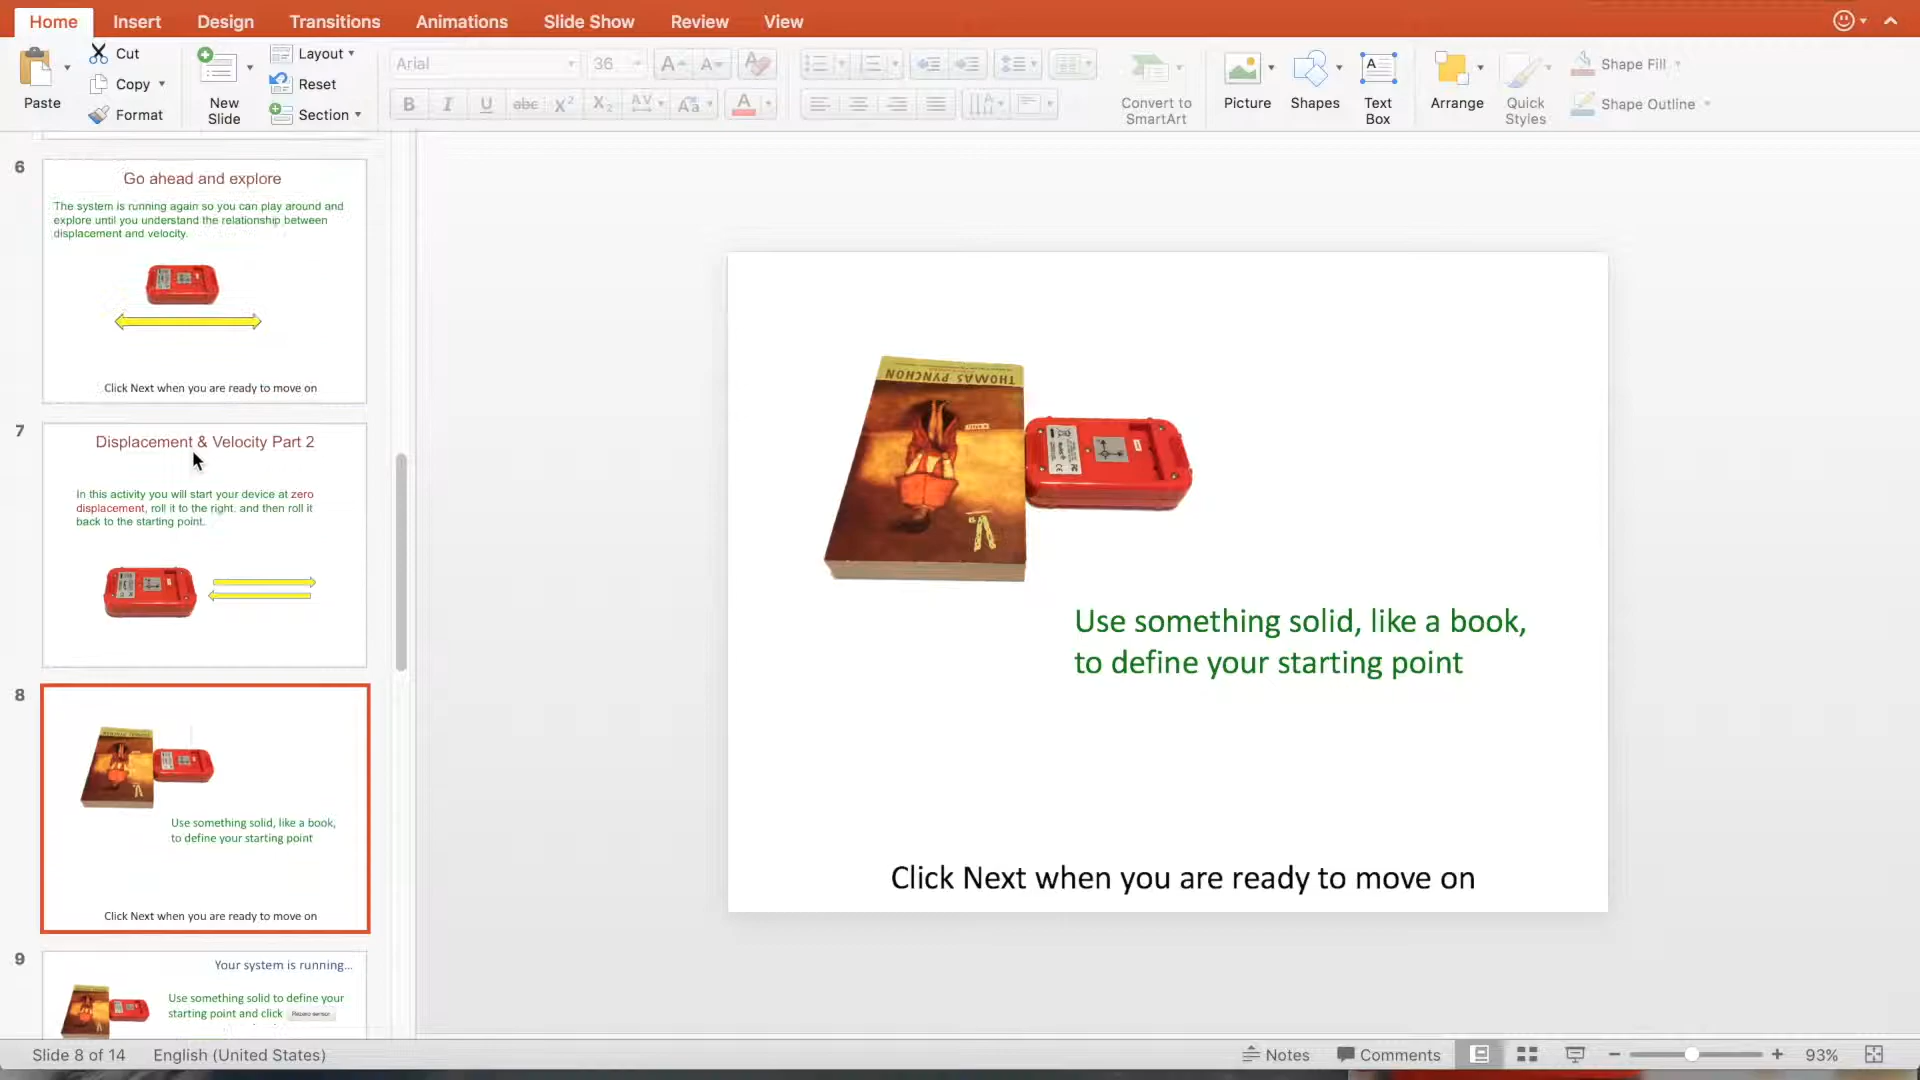 Home Insert Design Transitions Animations Slide Show Review View
Paste
Cut
Copy
Format
New Slide
Layout
Reset
Section
Arial 36
B I U abc X² X₂ AV Aa A
Convert to SmartArt
Picture
Shapes
Text Box
Arrange
Quick Styles
Shape Fill
Shape Outline
6
Go ahead and explore
The system is running again so you can play around and
explore until you understand the relationship between
displacement and velocity.
Click Next when you are ready to move on
7
Displacement & Velocity Part 2
In this activity you will start your device at zero
displacement, roll it to the right. and then roll it
back to the starting point.
8
Use something solid, like a book,
to define your starting point
Click Next when you are ready to move on
9
Your system is running...
Use something solid to define your
starting point and click Rezero sensor
THOMAS PYNCHON
V
Use something solid, like a book,
to define your starting point
Click Next when you are ready to move on
Slide 8 of 14 English (United States) Notes Comments 93%